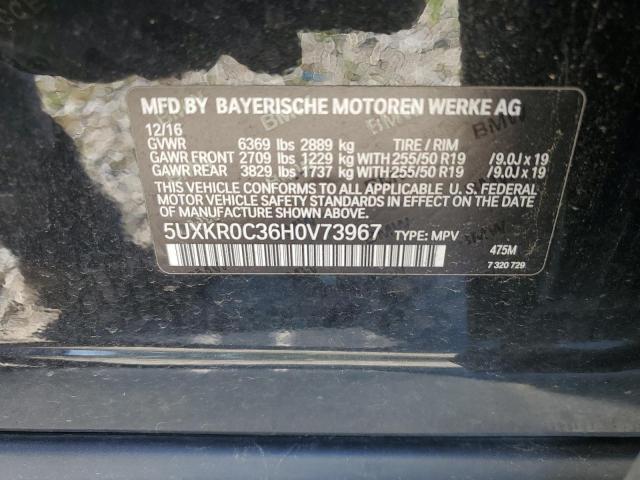 MFD BY BAYERISCHE MOTOREN WERKE AG
12/16
GVWR 6369 lbs 2889 kg TIRE / RIM
GAWR FRONT 2709 lbs 1229 kg WITH 255/50 R19 /9.0J x 19
GAWR REAR 3829 lbs 1737 kg WITH 255/50 R19 /9.0J x 19
THIS VEHICLE CONFORMS TO ALL APPLICABLE U. S. FEDERAL
MOTOR VEHICLE SAFETY STANDARDS IN EFFECT ON THE DATE
OF MANUFACTURE SHOWN ABOVE.
5UXKR0C36H0V73967 TYPE: MPV 475M
7 320 729